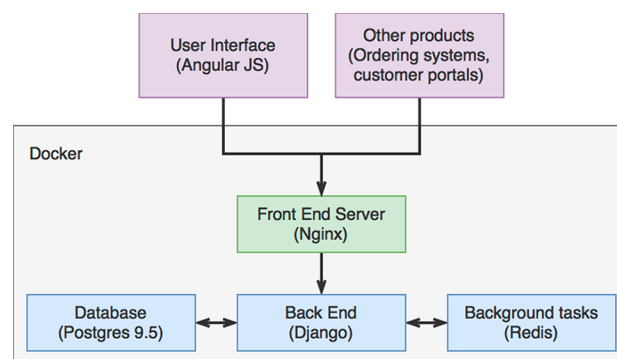 User Interface
(Angular JS)
Other products
(Ordering systems,
customer portals)
Docker
Front End Server
(Nginx)
Database
(Postgres 9.5)
Back End
(Django)
Background tasks
(Redis)